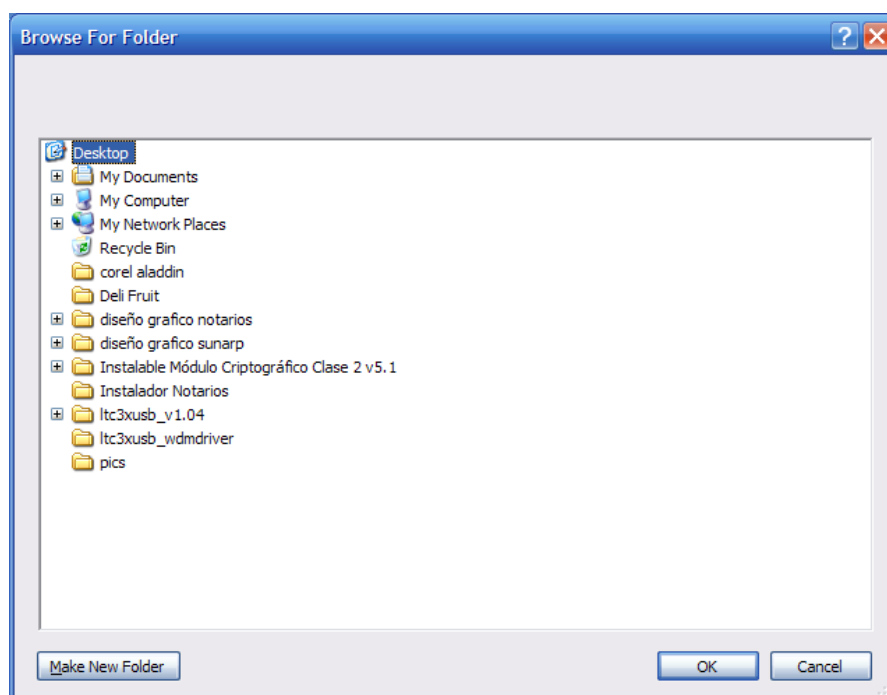 Browse For Folder
Desktop
My Documents
My Computer
My Network Places
Recycle Bin
corel aladdin
Deli Fruit
diseño grafico notarios
diseño grafico sunarp
Instalable Módulo Criptográfico Clase 2 v5.1
Instalador Notarios
ltc3xusb_v1.04
ltc3xusb_wdmdriver
pics
Make New Folder OK Cancel